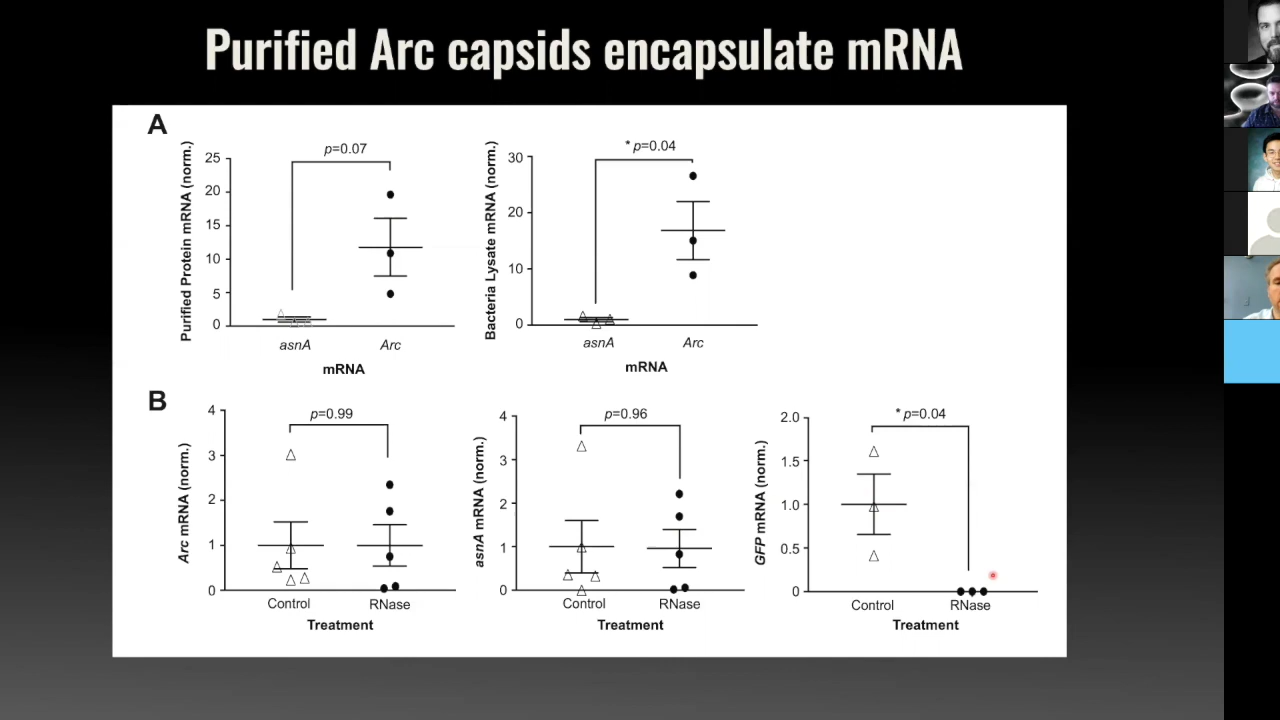 Purified Arc capsids encapsulate mRNA
A
Purified Protein mRNA (norm.)
25
20
15
10
5
0
p=0.07
asnA
Arc
mRNA
Bacteria Lysate mRNA (norm.)
30
20
10
0
* p=0.04
asnA
Arc
mRNA
B
Arc mRNA (norm.)
4
3
2
1
0
p=0.99
Control
RNase
Treatment
asnA mRNA (norm.)
4
3
2
1
0
p=0.96
Control
RNase
Treatment
GFP mRNA (norm.)
2.0
1.5
1.0
0.5
0
* p=0.04
Control
RNase
Treatment